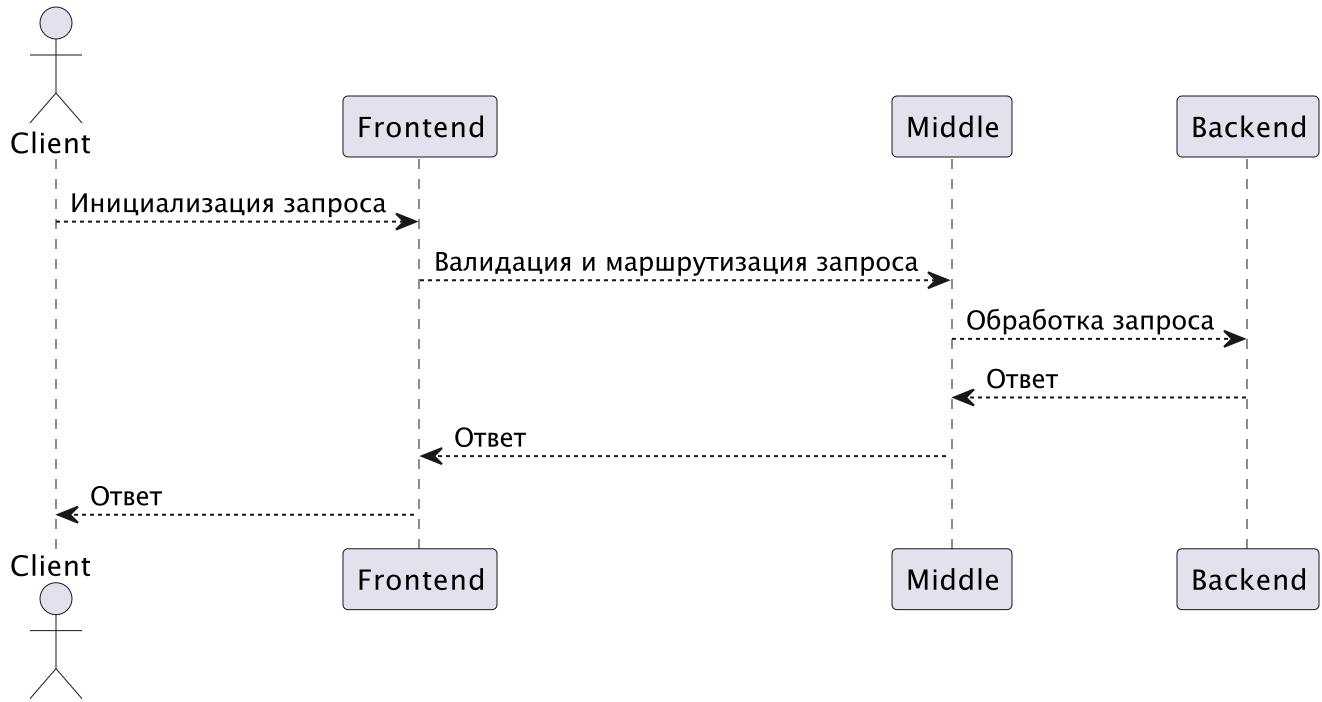 Client
Frontend
Middle
Backend
Инициализация запроса
Валидация и маршрутизация запроса
Обработка запроса
Ответ
Ответ
Ответ
Client
Frontend
Middle
Backend